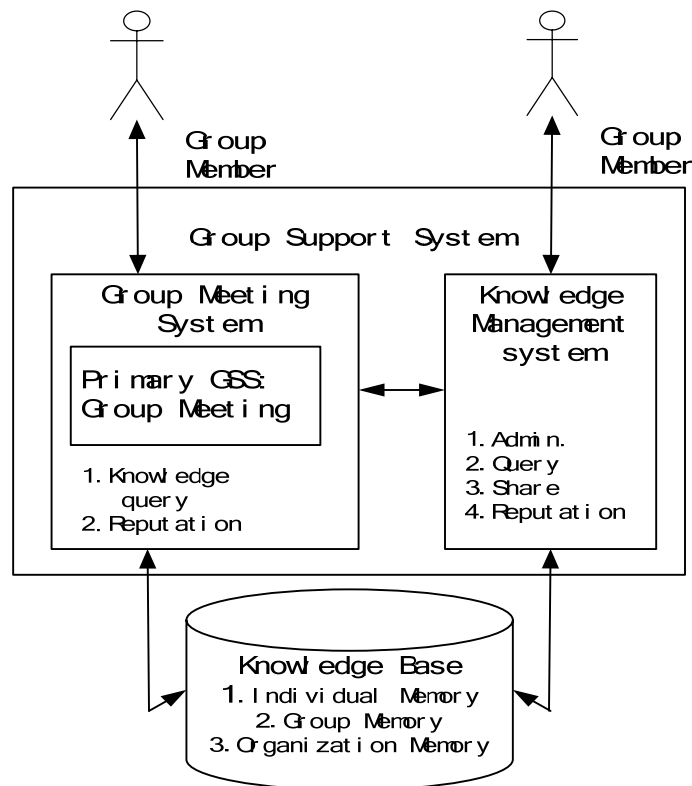 Group
Member
Group
Member
Group Support System
Group Meeting
System
Primary GSS:
Group Meeting
1. Knowledge
query
2. Reputation
Knowledge
Management
system
1. Admin.
2. Query
3. Share
4. Reputation
Knowledge Base
1. Individual Memory
2. Group Memory
3. Organization Memory